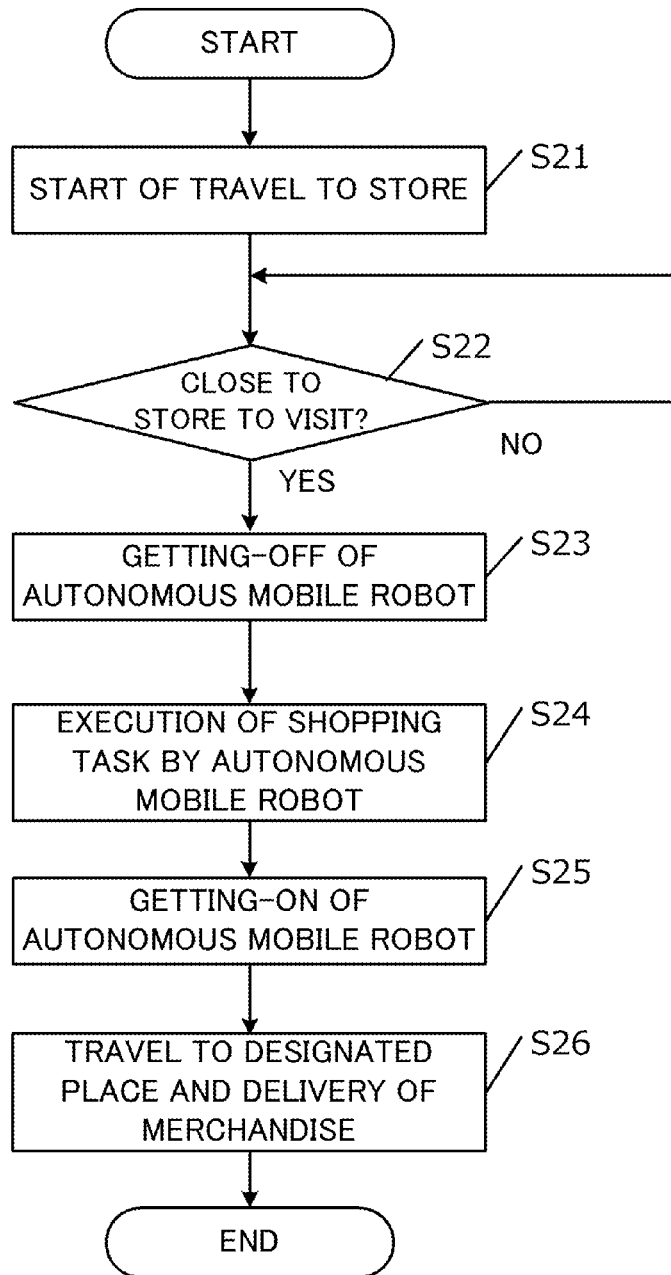 START
START OF TRAVEL TO STORE
S21
S22
CLOSE TO
STORE TO VISIT?
NO
YES
GETTING-OFF OF
AUTONOMOUS MOBILE ROBOT
S23
EXECUTION OF SHOPPING
TASK BY AUTONOMOUS
MOBILE ROBOT
S24
GETTING-ON OF
AUTONOMOUS MOBILE ROBOT
S25
TRAVEL TO DESIGNATED
PLACE AND DELIVERY OF
MERCHANDISE
S26
END